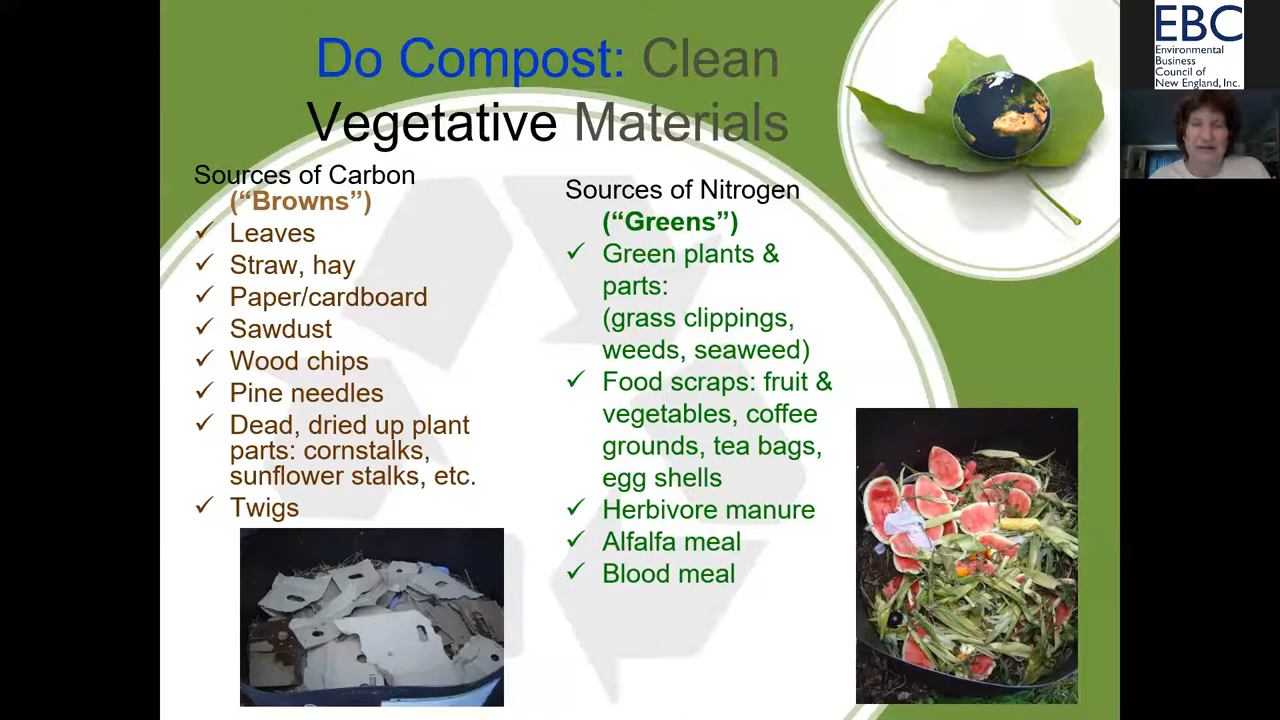 Do Compost: Clean
Vegetative Materials
Sources of Carbon
(“Browns”)
Leaves
Straw, hay
Paper/cardboard
Sawdust
Wood chips
Pine needles
Dead, dried up plant
parts: cornstalks,
sunflower stalks, etc.
Twigs
Sources of Nitrogen
(“Greens”)
Green plants &
parts:
(grass clippings,
weeds, seaweed)
Food scraps: fruit &
vegetables, coffee
grounds, tea bags,
egg shells
Herbivore manure
Alfalfa meal
Blood meal
EBC
Environmental
Business
Council of
New England, Inc.